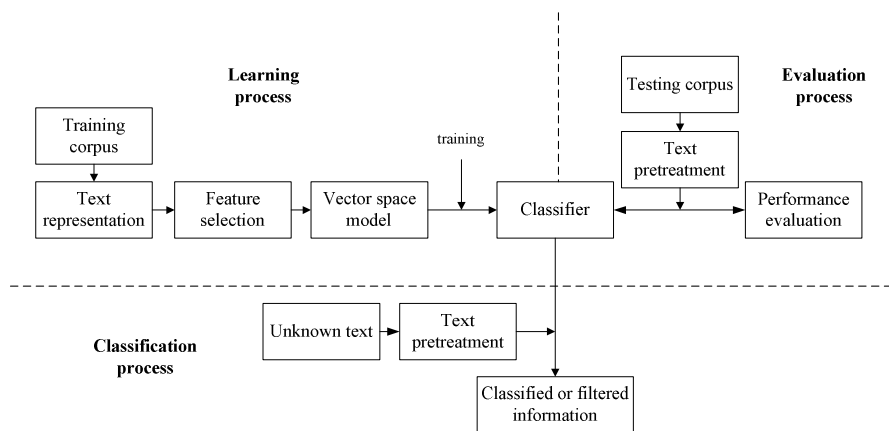 Learning
process
Training
corpus
Text
representation
Feature
selection
Vector space
model
training
Classifier
Testing corpus
Evaluation
process
Text
pretreatment
Performance
evaluation
Classification
process
Unknown text
Text
pretreatment
Classified or filtered
information